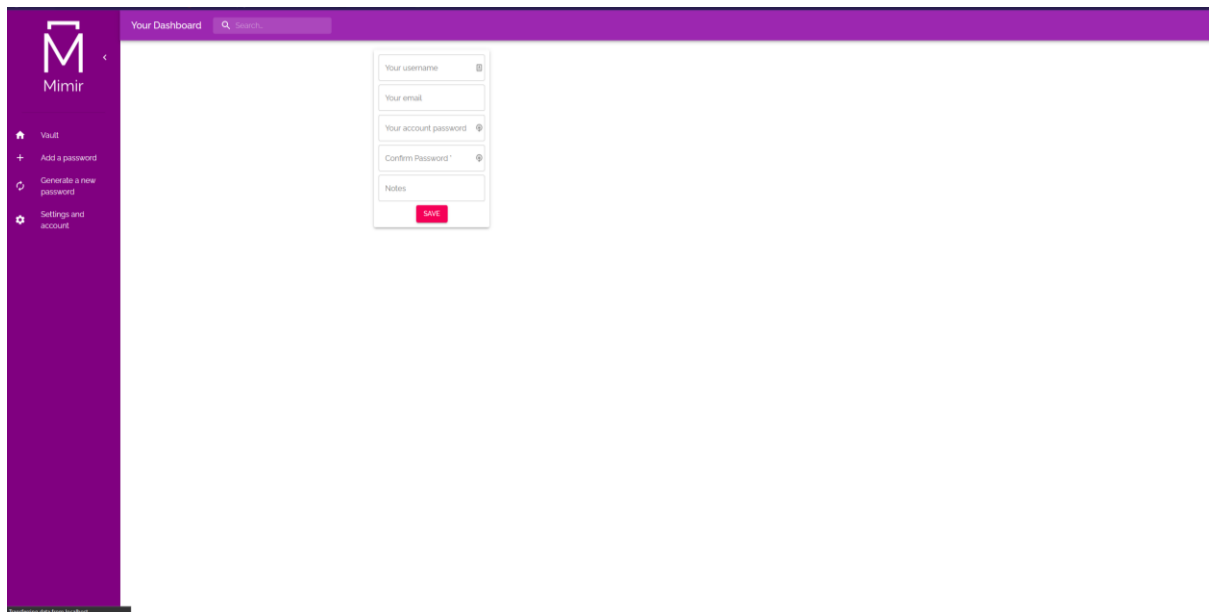 M
Mimir
Vault
Add a password
Generate a new
password
Settings and
account
Your Dashboard
Search..
Your username
Your email
Your account password
Confirm Password *
Notes
SAVE